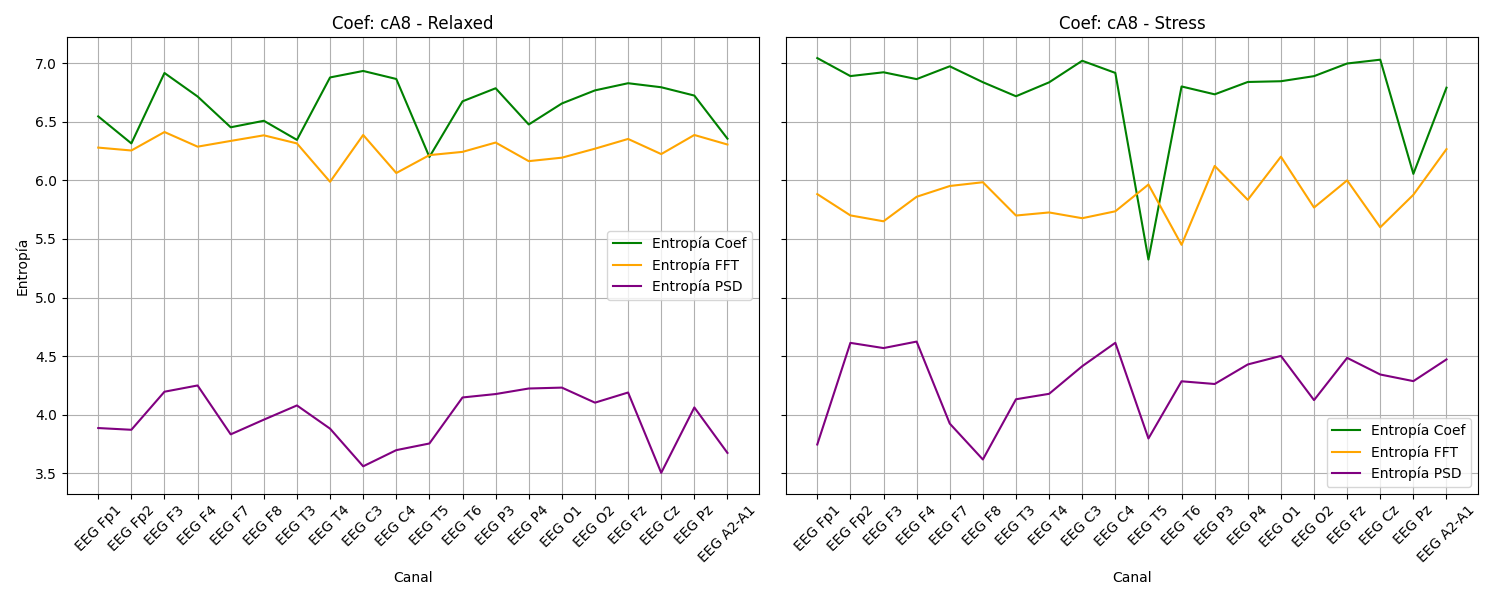 Coef: cA8 - Relaxed
Entropía
7.0
6.5
6.0
5.5
5.0
4.5
4.0
3.5
Entropía Coef
Entropía FFT
Entropía PSD
EEG Fp1
EEG Fp2
EEG F3
EEG F4
EEG F7
EEG F8
EEG T3
EEG T4
EEG C3
EEG C4
EEG T5
EEG T6
EEG P3
EEG P4
EEG O1
EEG O2
EEG Fz
EEG Cz
EEG Pz
EEG A2-A1
Canal
Coef: cA8 - Stress
Entropía Coef
Entropía FFT
Entropía PSD
EEG Fp1
EEG Fp2
EEG F3
EEG F4
EEG F7
EEG F8
EEG T3
EEG T4
EEG C3
EEG C4
EEG T5
EEG T6
EEG P3
EEG P4
EEG O1
EEG O2
EEG Fz
EEG Cz
EEG Pz
EEG A2-A1
Canal